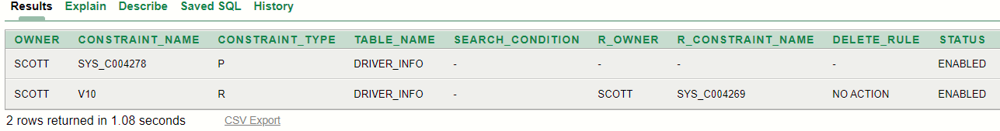 Results Explain Describe Saved SQL History
OWNER CONSTRAINT_NAME CONSTRAINT_TYPE TABLE_NAME SEARCH_CONDITION R_OWNER R_CONSTRAINT_NAME DELETE_RULE STATUS
SCOTT SYS_C004278 P DRIVER_INFO - - - - ENABLED
SCOTT V10 R DRIVER_INFO - SCOTT SYS_C004269 NO ACTION ENABLED
2 rows returned in 1.08 seconds CSV Export